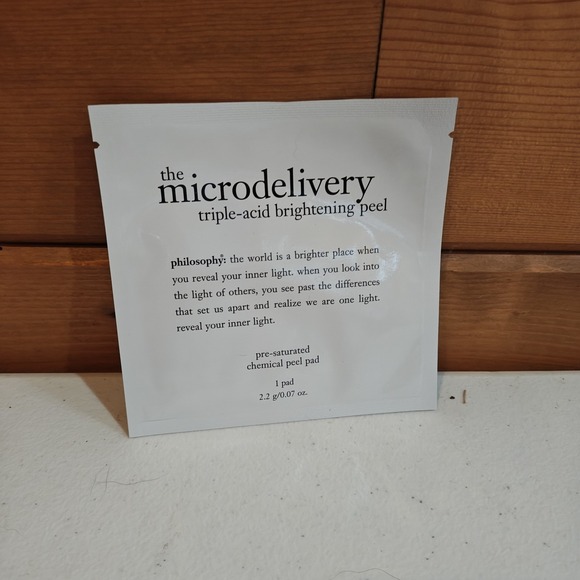 the
microdelivery
triple-acid brightening peel
philosophy: the world is a brighter place when
you reveal your inner light. when you look into
the light of others, you see past the differences
that set us apart and realize we are one light.
reveal your inner light.
pre-saturated
chemical peel pad
1 pad
2.2 g/0.07 oz.